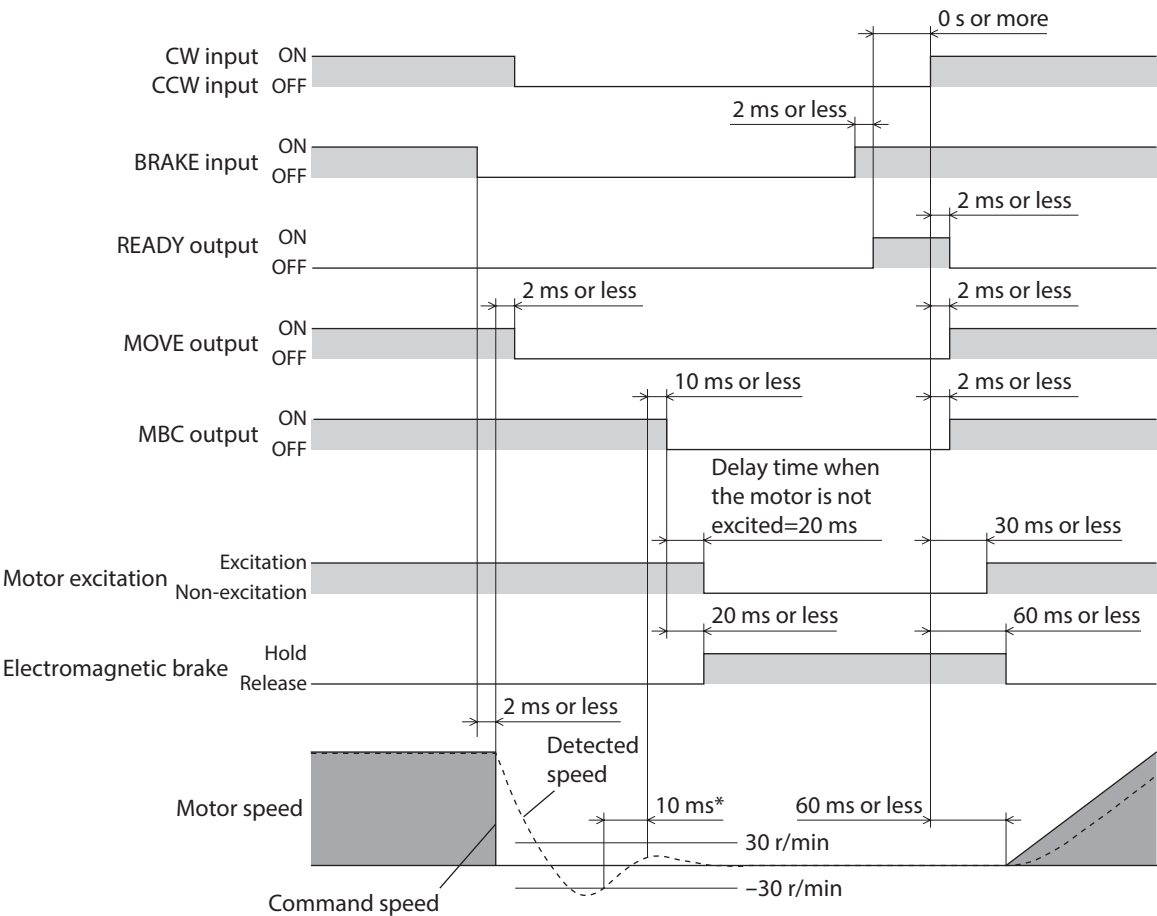 0 s or more
CW input ON
CCW input OFF
2 ms or less
BRAKE input ON
OFF
2 ms or less
READY output ON
OFF
2 ms or less
2 ms or less
MOVE output ON
OFF
10 ms or less
2 ms or less
MBC output ON
OFF
Delay time when
the motor is not
excited=20 ms
30 ms or less
Motor excitation Excitation
Non-excitation
20 ms or less
60 ms or less
Electromagnetic brake Hold
Release
2 ms or less
Detected
speed
Motor speed
10 ms*
60 ms or less
30 r/min
–30 r/min
Command speed